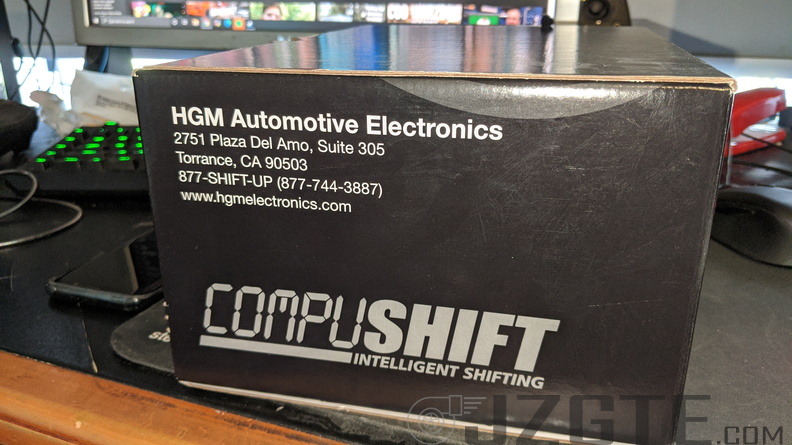 HGM Automotive Electronics
2751 Plaza Del Amo, Suite 305
Torrance, CA 90503
877-SHIFT-UP (877-744-3887)
www.hgmelectronics.com
COMPUSHIFT
INTELLIGENT SHIFTING
JZGTE.COM